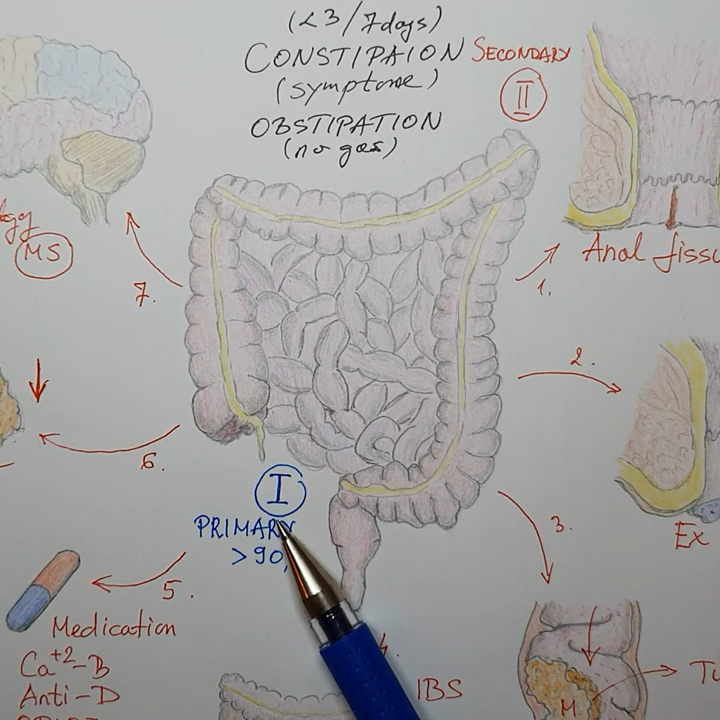 (<3/7days)
CONSTIPAION
(symptome)
OBSTIPATION
(no gas)
SECONDARY
II
MS
7.
1.
Anal fissu
2.
6.
I
PRIMARY
>90
3.
Ex
5.
Medication
Ca+2-B
Anti-D
4.
IBS
M
Tu